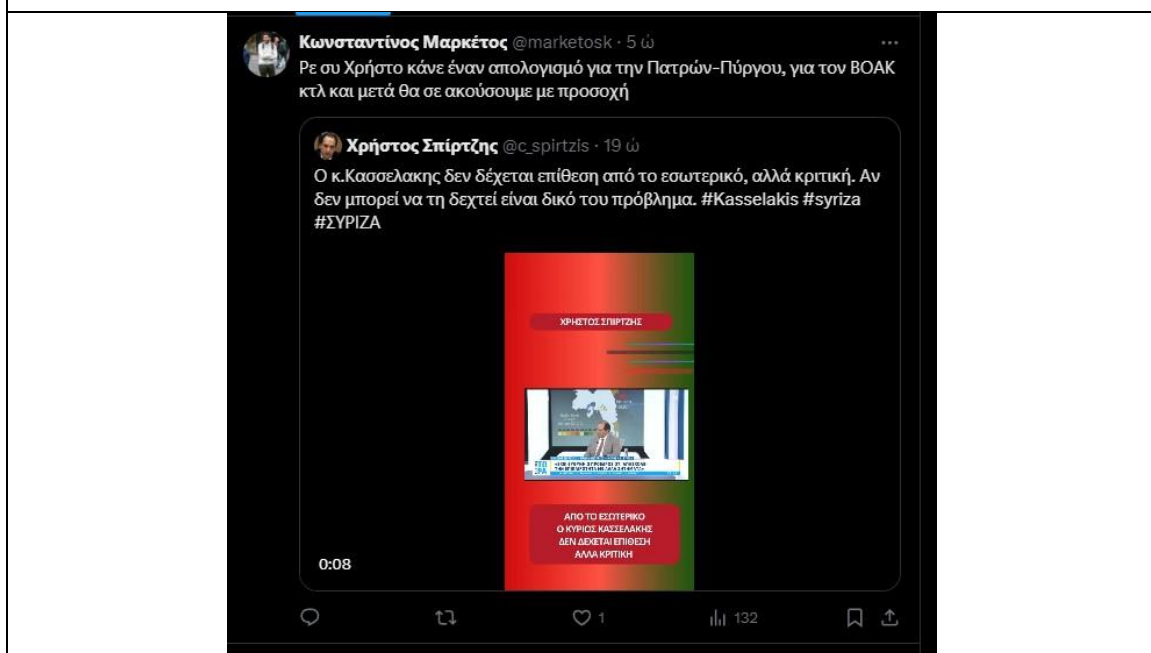 Κωνσταντίνος Μαρκέτος @marketosk · 5 ώ
Ρε συ Χρήστο κάνε έναν απολογισμό για την Πατρών-Πύργου, για τον ΒΟΑΚ
κτλ και μετά θα σε ακούσουμε με προσοχή
Χρήστος Σπίρτζης @c_spirtzis · 19 ώ
Ο κ.Κασσελακης δεν δέχεται επίθεση από το εσωτερικό, αλλά κριτική. Αν
δεν μπορεί να τη δεχτεί είναι δικό του πρόβλημα. #Kasselakis #syriza
#ΣΥΡΙΖΑ
ΧΡΗΣΤΟΣ ΣΠΙΡΤΖΗΣ
ΑΠΟ ΤΟ ΕΣΩΤΕΡΙΚΟ
Ο ΚΥΡΙΟΣ ΚΑΣΣΕΛΑΚΗΣ
ΔΕΝ ΔΕΧΕΤΑΙ ΕΠΙΘΕΣΗ
ΑΛΛΑ ΚΡΙΤΙΚΗ
0:08
1
132